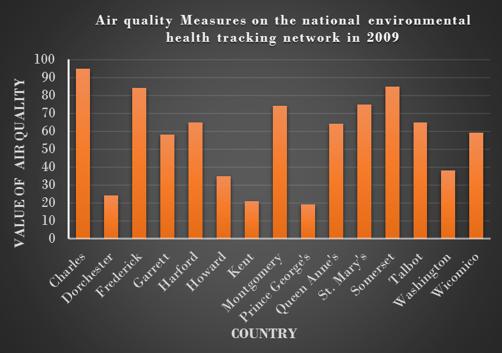 Air quality Measures on the national environmental
health tracking network in 2009
VALUE OF AIR QUALITY
100
90
80
70
60
50
40
30
20
10
0
Charles
Dorchester
Frederick
Garrett
Harford
Howard
Kent
Montgomery
Prince George's
Queen Anne's
St. Mary's
Somerset
Talbot
Washington
Wicomico
COUNTRY